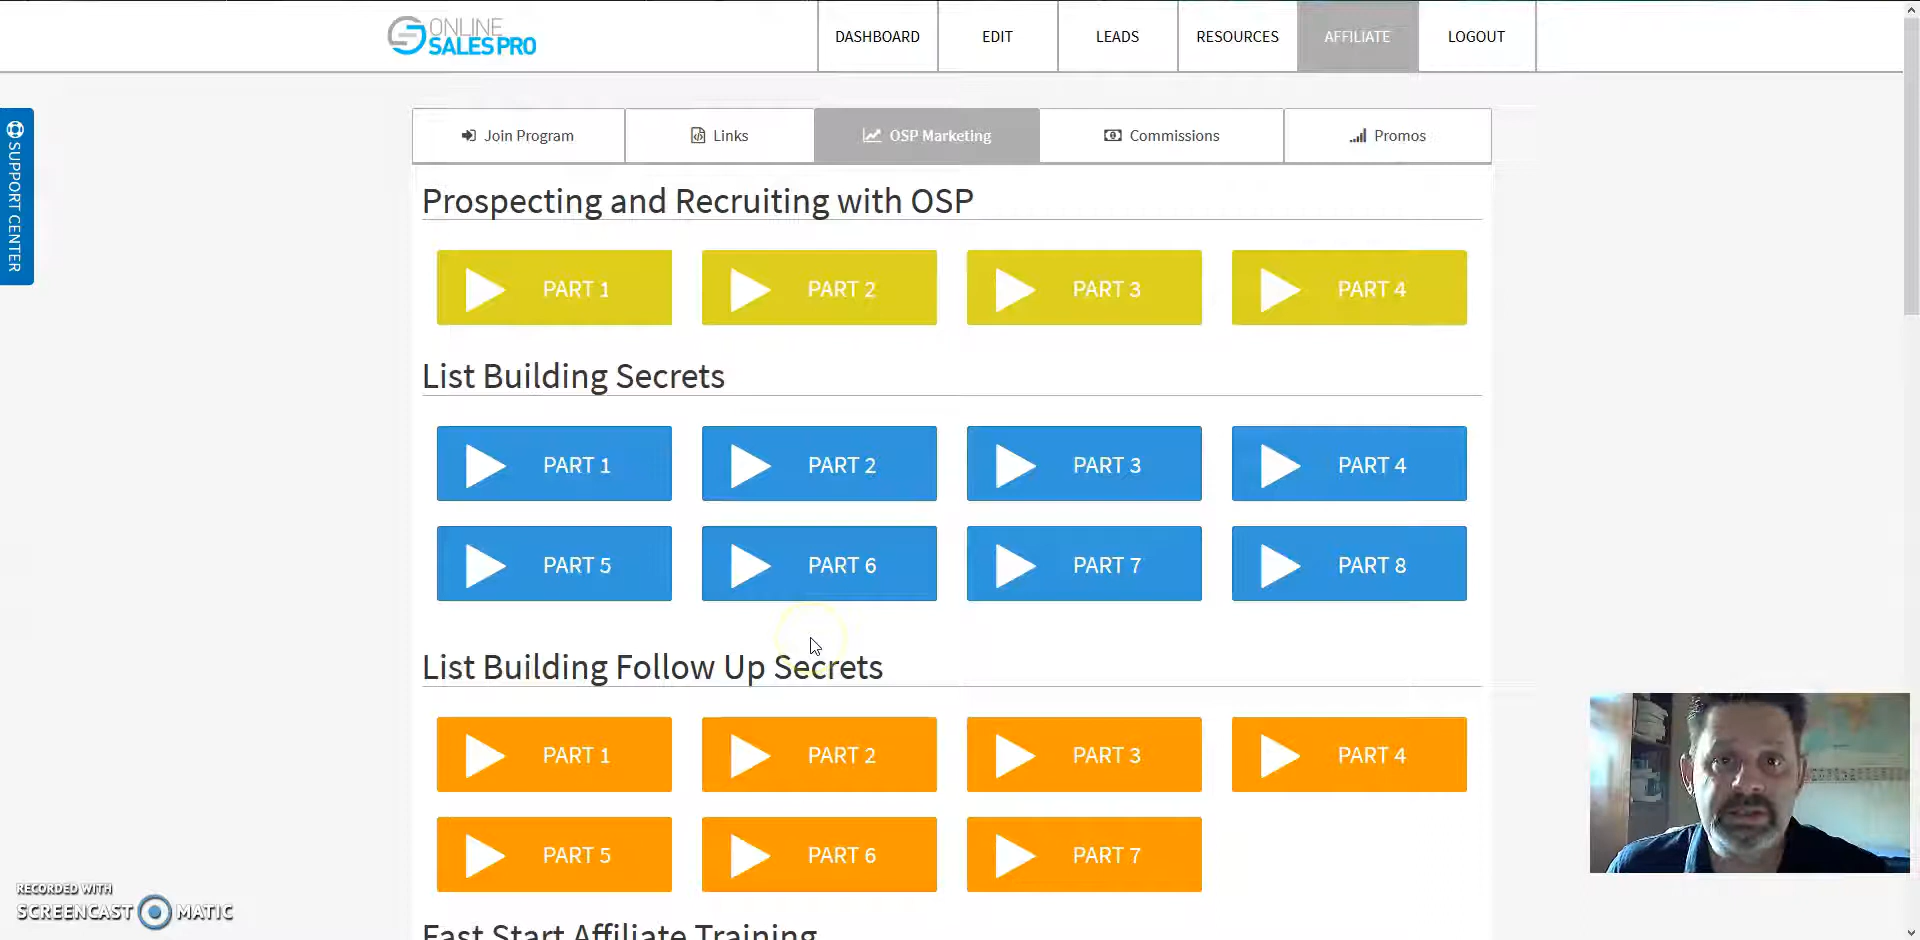 ONLINE
SALES PRO
DASHBOARD
EDIT
LEADS
RESOURCES
AFFILIATE
LOGOUT
SUPPORT CENTER
Join Program
Links
OSP Marketing
Commissions
Promos
Prospecting and Recruiting with OSP
PART 1
PART 2
PART 3
PART 4
List Building Secrets
PART 1
PART 2
PART 3
PART 4
PART 5
PART 6
PART 7
PART 8
List Building Follow Up Secrets
PART 1
PART 2
PART 3
PART 4
PART 5
PART 6
PART 7
Fast Start Affiliate Training
RECORDED WITH
SCREENCAST MATIC